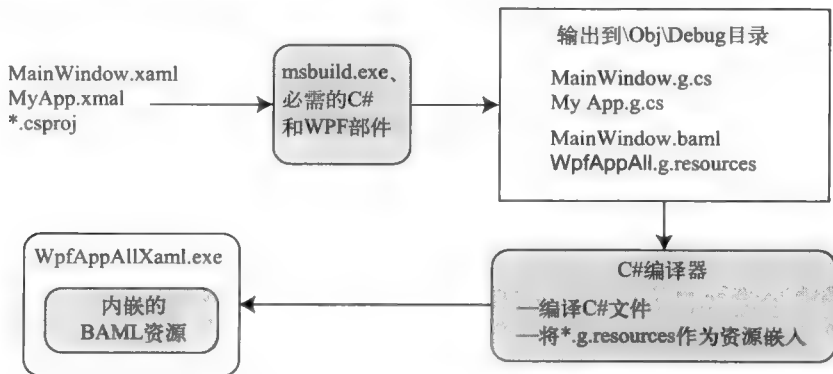 MainWindow.xaml
MyApp.xmal
*.csproj
msbuild.exe、
必需的C#
和WPF部件
输出到\Obj\Debug目录
MainWindow.g.cs
My App.g.cs
MainWindow.baml
WpfAppAll.g.resources
C#编译器
—编译C#文件
—将*.g.resources作为资源嵌入
WpfAppAllXaml.exe
内嵌的
BAML资源